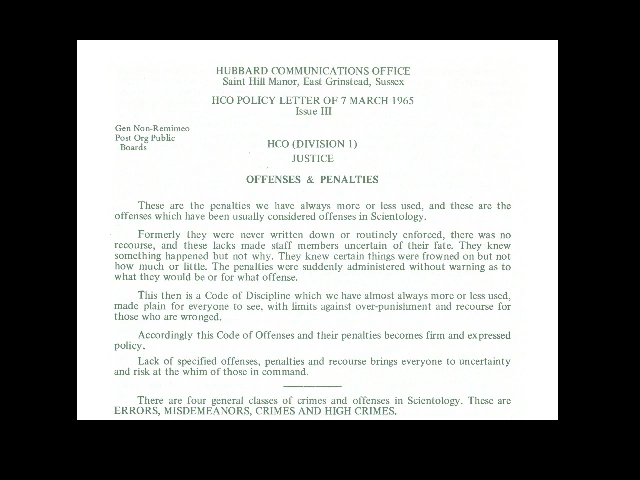 HUBBARD COMMUNICATIONS OFFICE
Saint Hill Manor, East Grinstead, Sussex
HCO POLICY LETTER OF 7 MARCH 1965
Issue III
Gen Non-Remimeo
Post Org Public
Boards
HCO (DIVISION 1)
JUSTICE
OFFENSES & PENALTIES
These are the penalties we have always more or less used, and these are the
offenses which have been usually considered offenses in Scientology.
Formerly they were never written down or routinely enforced, there was no
recourse, and these lacks made staff members uncertain of their fate. They knew
something happened but not why. They knew certain things were frowned on but not
how much or little. The penalties were suddenly administered without warning as to
what they would be or for what offense.
This then is a Code of Discipline which we have almost always more or less used,
made plain for everyone to see, with limits against over-punishment and recourse for
those who are wronged.
Accordingly this Code of Offenses and their penalties becomes firm and expressed
policy.
Lack of specified offenses, penalties and recourse brings everyone to uncertainty
and risk at the whim of those in command.
There are four general classes of crimes and offenses in Scientology. These are
ERRORS, MISDEMEANORS, CRIMES AND HIGH CRIMES.